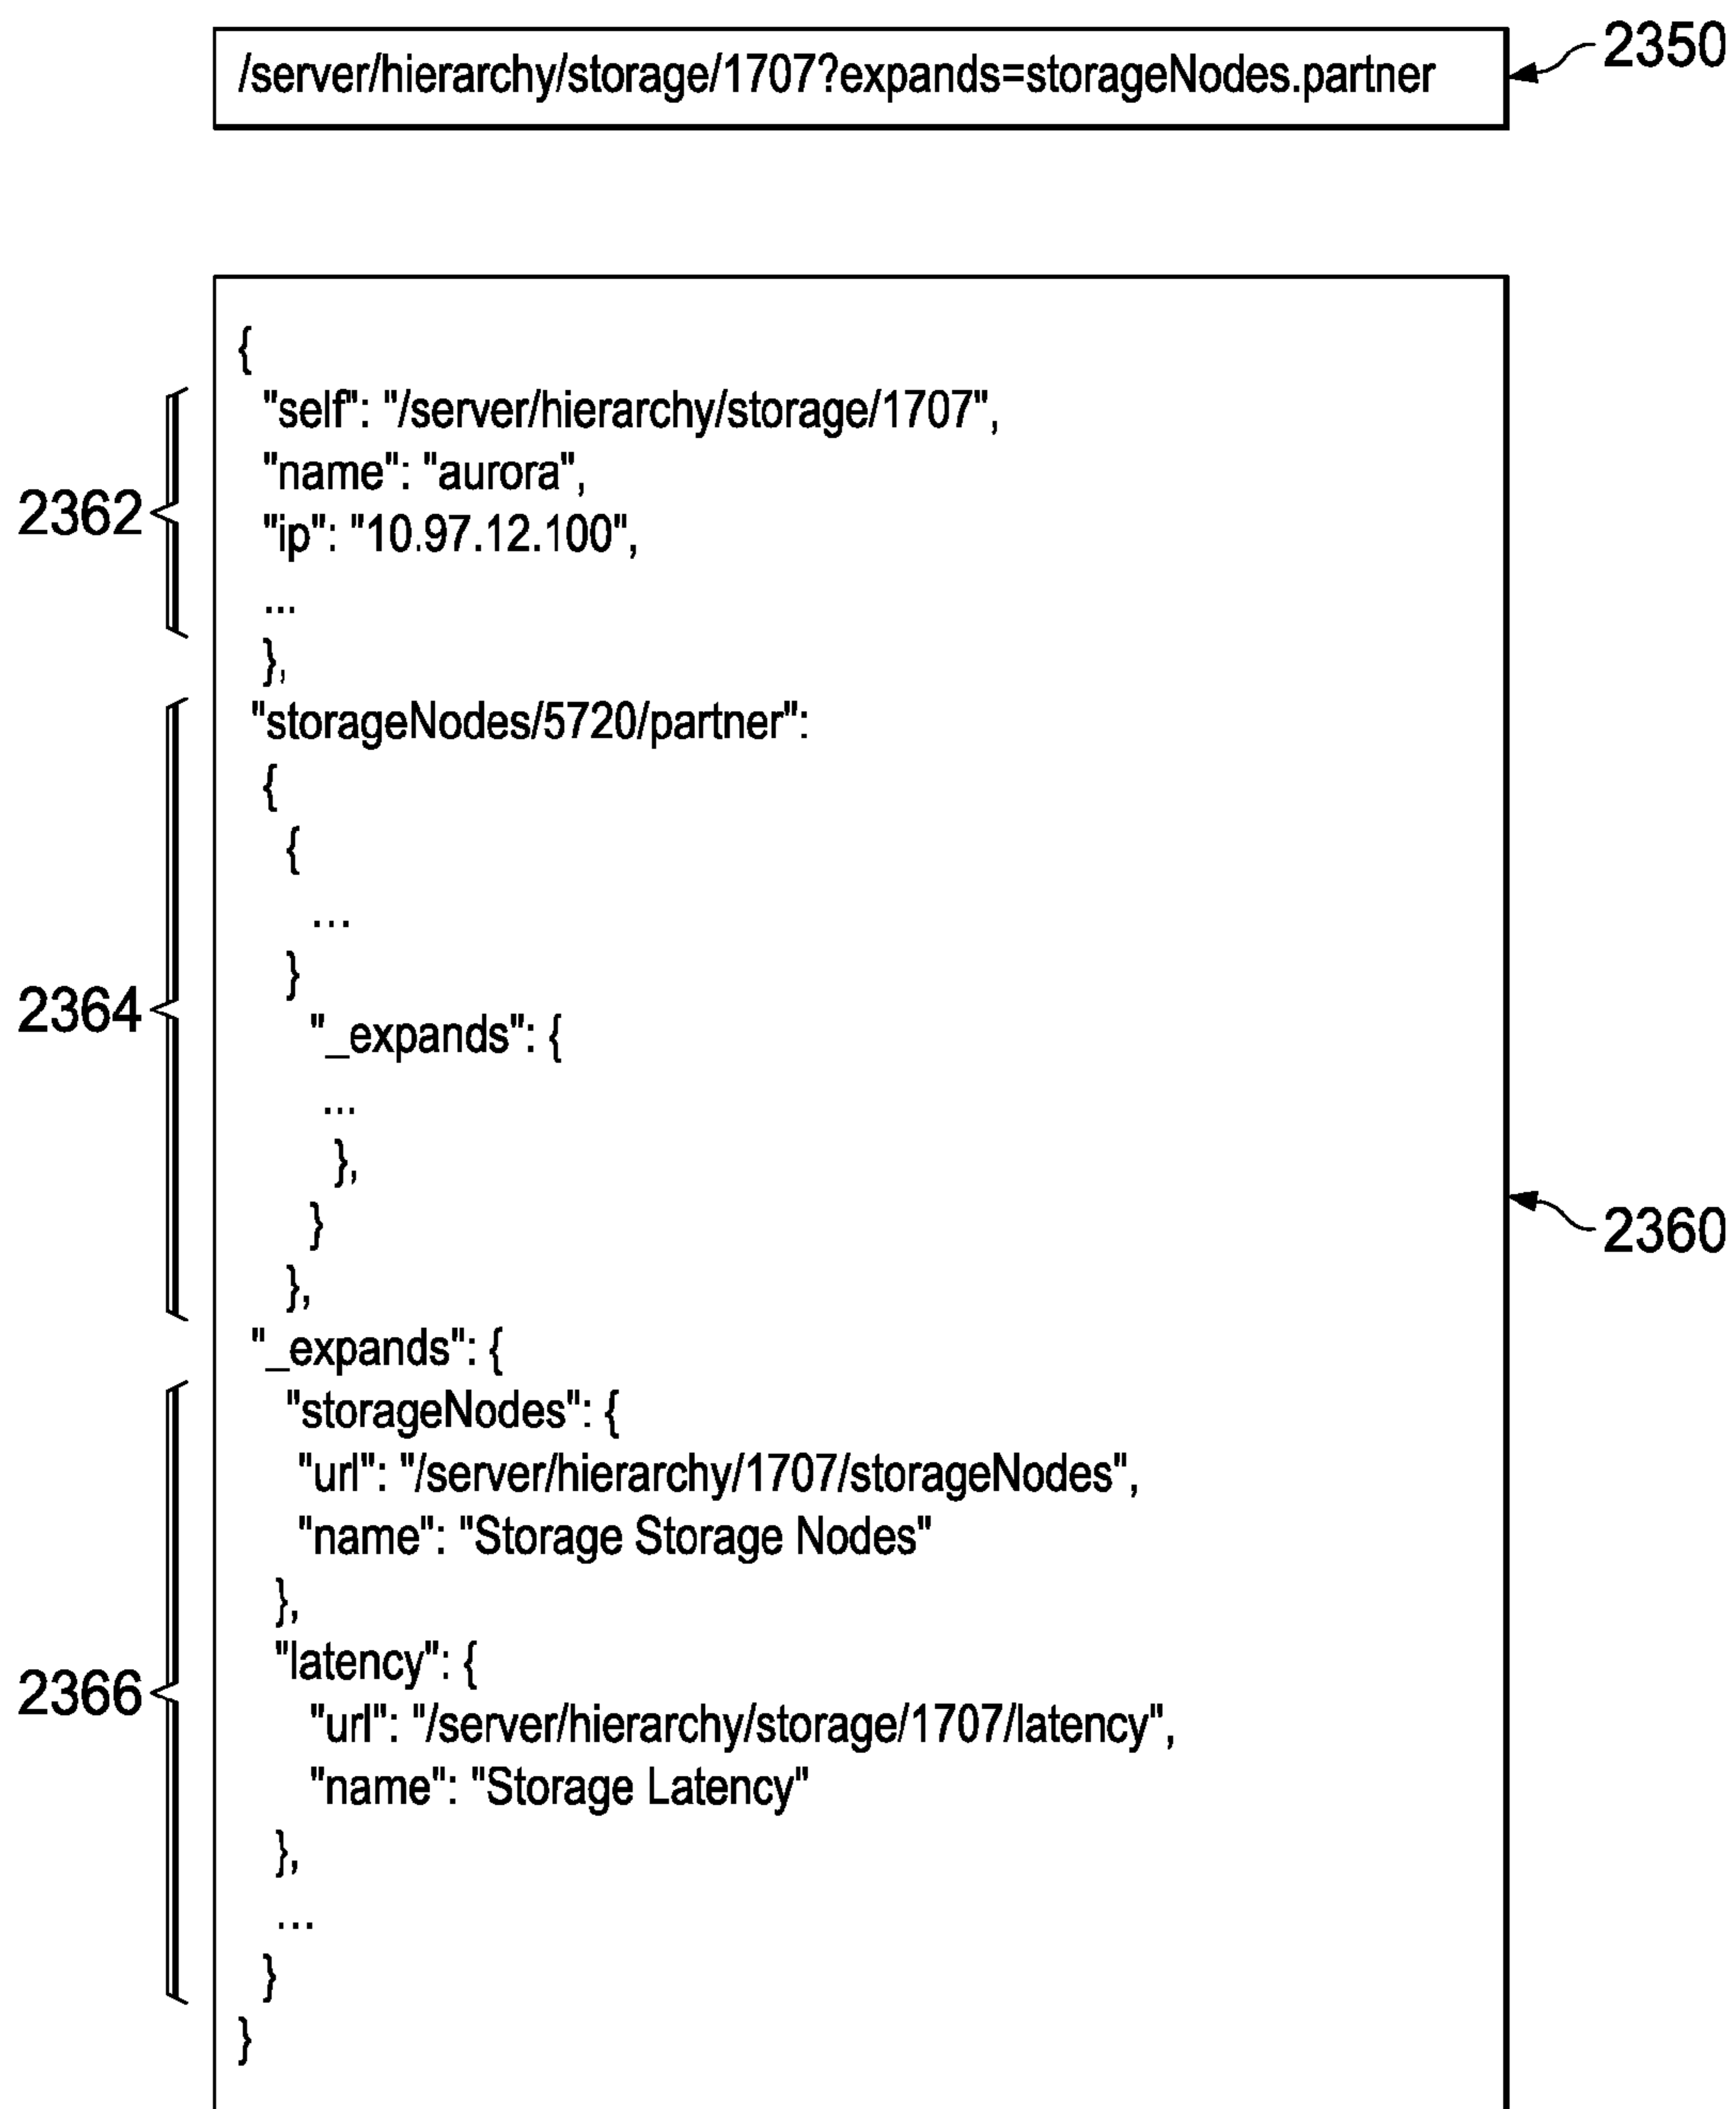 /server/hierarchy/storage/1707?expands=storageNodes.partner
2350
{
"self": "/server/hierarchy/storage/1707",
"name": "aurora",
2362
"ip": "10.97.12.100",
...
},
"storageNodes/5720/partner":
{
{
...
}
2364
"_expands": {
...
},
}
2360
},
"_expands": {
"storageNodes": {
"url": "/server/hierarchy/1707/storageNodes",
"name": "Storage Storage Nodes"
},
"latency": {
2366
"url": "/server/hierarchy/storage/1707/latency",
"name": "Storage Latency"
},
...
}
}